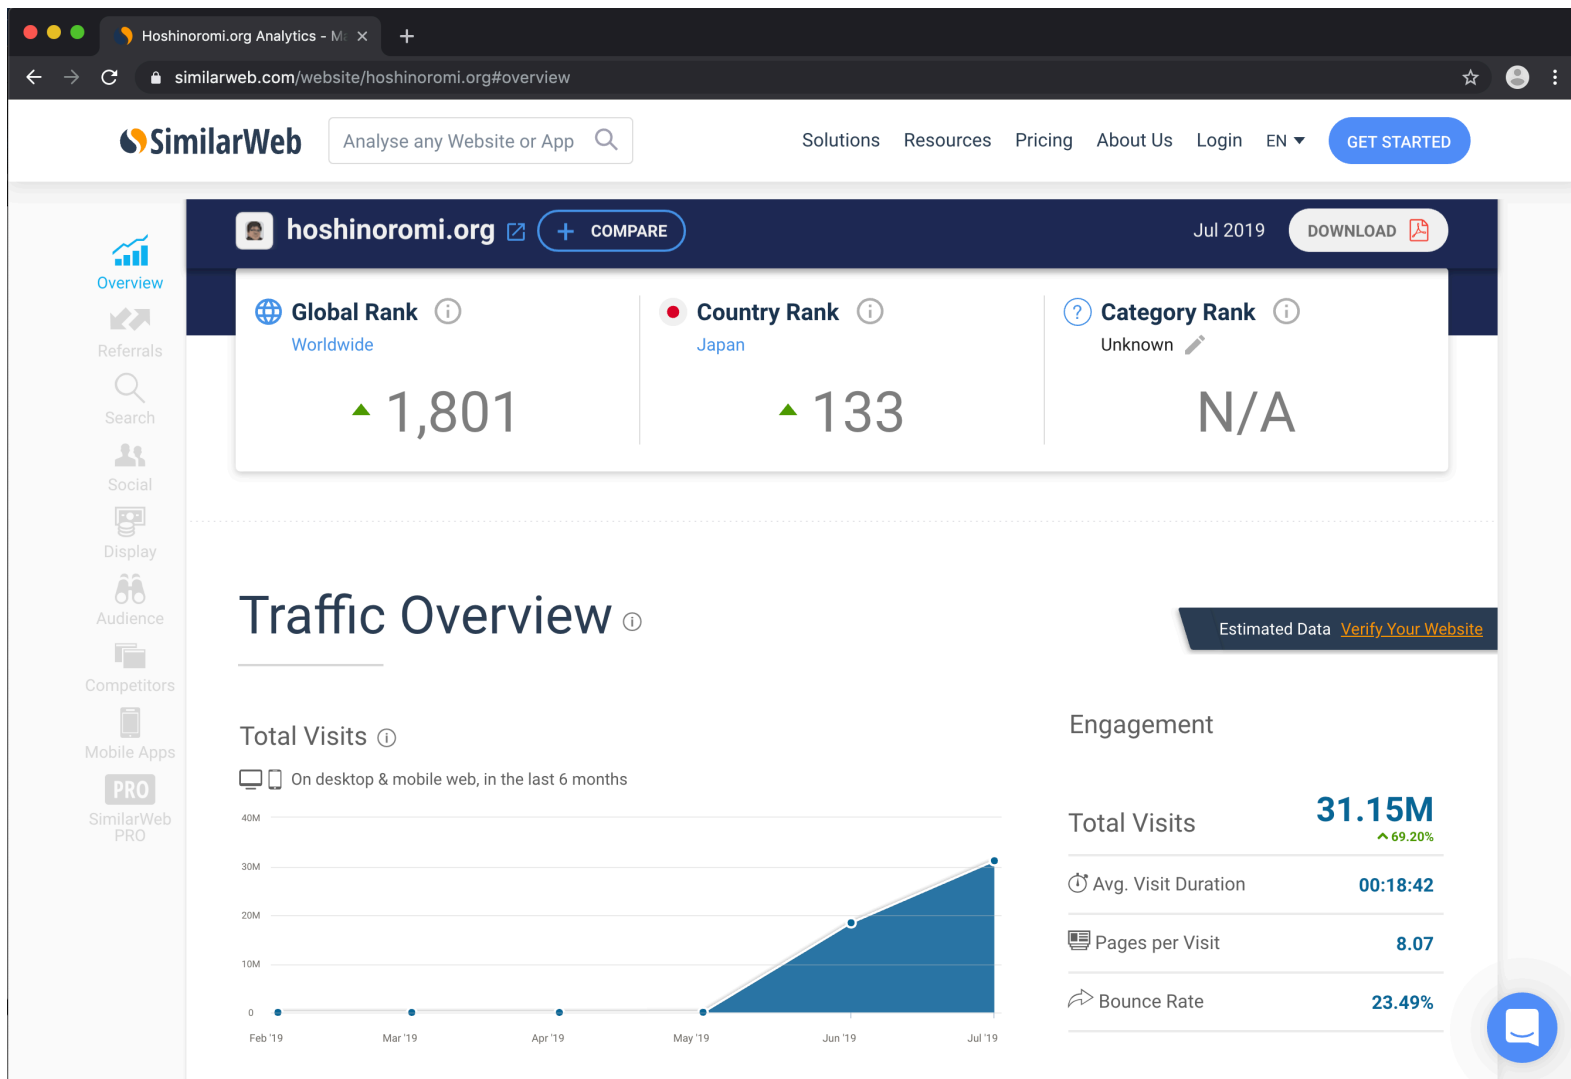 Hoshinoromi.org Analytics - Ma
similarweb.com/website/hoshinoromi.org#overview
SimilarWeb
Analyse any Website or App
Solutions Resources Pricing About Us Login EN GET STARTED
hoshinoromi.org + COMPARE Jul 2019 DOWNLOAD
Overview
Referrals
Search
Social
Display
Audience
Competitors
Mobile Apps
PRO
SimilarWeb
PRO
Global Rank
Worldwide
1,801
Country Rank
Japan
133
Category Rank
Unknown
N/A
Traffic Overview
Estimated Data Verify Your Website
Total Visits
On desktop & mobile web, in the last 6 months
40M
30M
20M
10M
0
Feb '19 Mar '19 Apr '19 May '19 Jun '19 Jul '19
Engagement
Total Visits 31.15M
69.20%
Avg. Visit Duration 00:18:42
Pages per Visit 8.07
Bounce Rate 23.49%